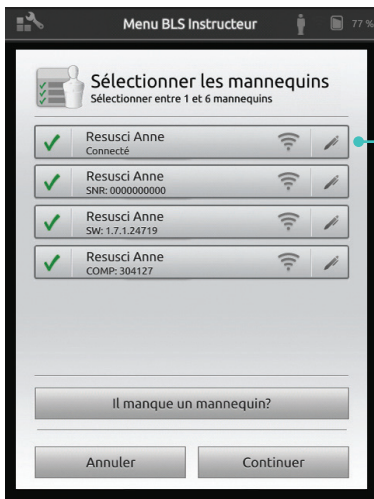 Menu BLS Instructeur
77 %
Sélectionner les mannequins
Sélectionner entre 1 et 6 mannequins
Resusci Anne
Connecté
Resusci Anne
SNR: 0000000000
Resusci Anne
SW: 1.7.1.24719
Resusci Anne
COMP: 304127
Il manque un mannequin?
Annuler
Continuer